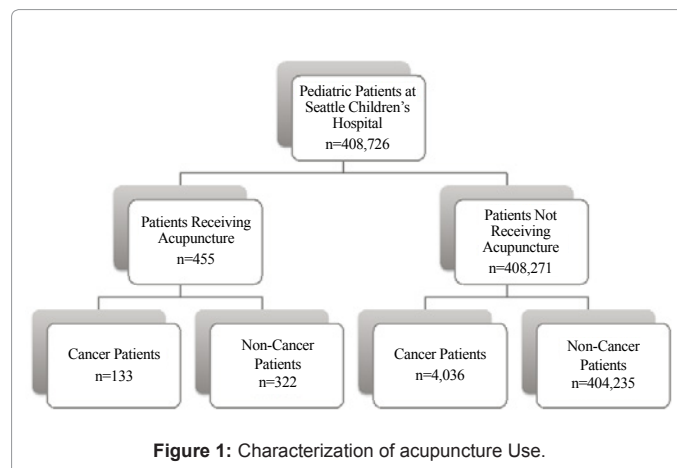 Pediatric Patients at
Seattle Children's
Hospital
n=408,726
Patients Receiving
Acupuncture
n=455
Patients Not
Receiving
Acupuncture
n=408,271
Cancer Patients
n=133
Non-Cancer
Patients
n=322
Cancer Patients
n=4,036
Non-Cancer
Patients
n=404,235
Figure 1: Characterization of acupuncture Use.